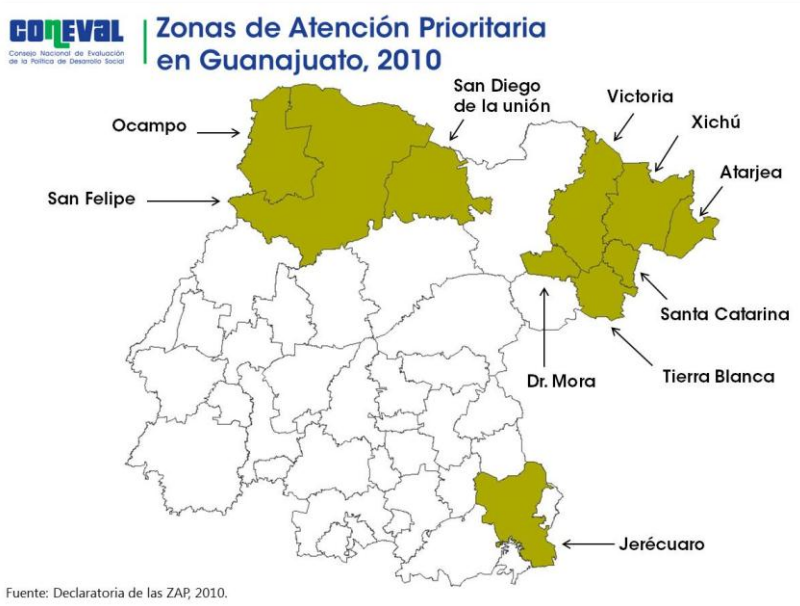 CONEVAL
Consejo Nacional de Evaluación
de la Política de Desarrollo Social
Zonas de Atención Prioritaria
en Guanajuato, 2010
San Diego
de la unión
Victoria
Ocampo
Xichú
Atarjea
San Felipe
Santa Catarina
Dr. Mora
Tierra Blanca
Jerécuaro
Fuente: Declaratoria de las ZAP, 2010.